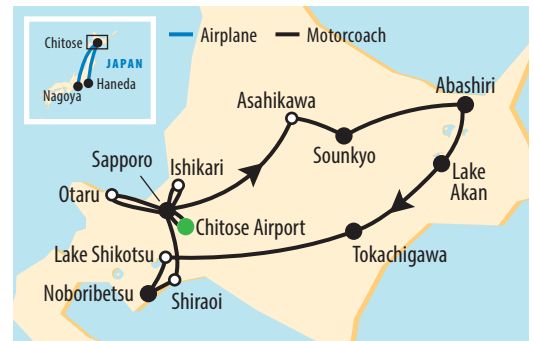 Chitose
JAPAN
Nagoya
Haneda
Airplane
Motorcoach
Abashiri
Asahikawa
Sounkyo
Sapporo
Ishikari
Lake
Akan
Otaru
Chitose Airport
Lake Shikotsu
Tokachigawa
Noboribetsu
Shiraoi